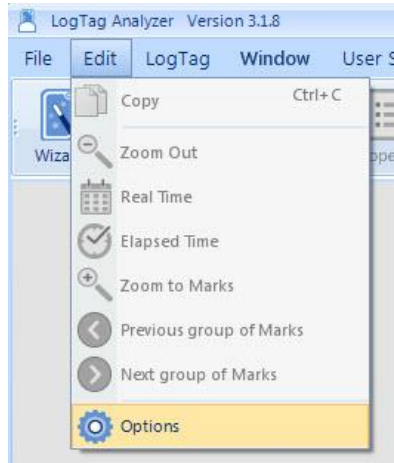 LogTag Analyzer Version 3.1.8
File Edit LogTag Window User S
Wiza
Copy Ctrl+C
Zoom Out
Real Time
Elapsed Time
Zoom to Marks
Previous group of Marks
Next group of Marks
Options